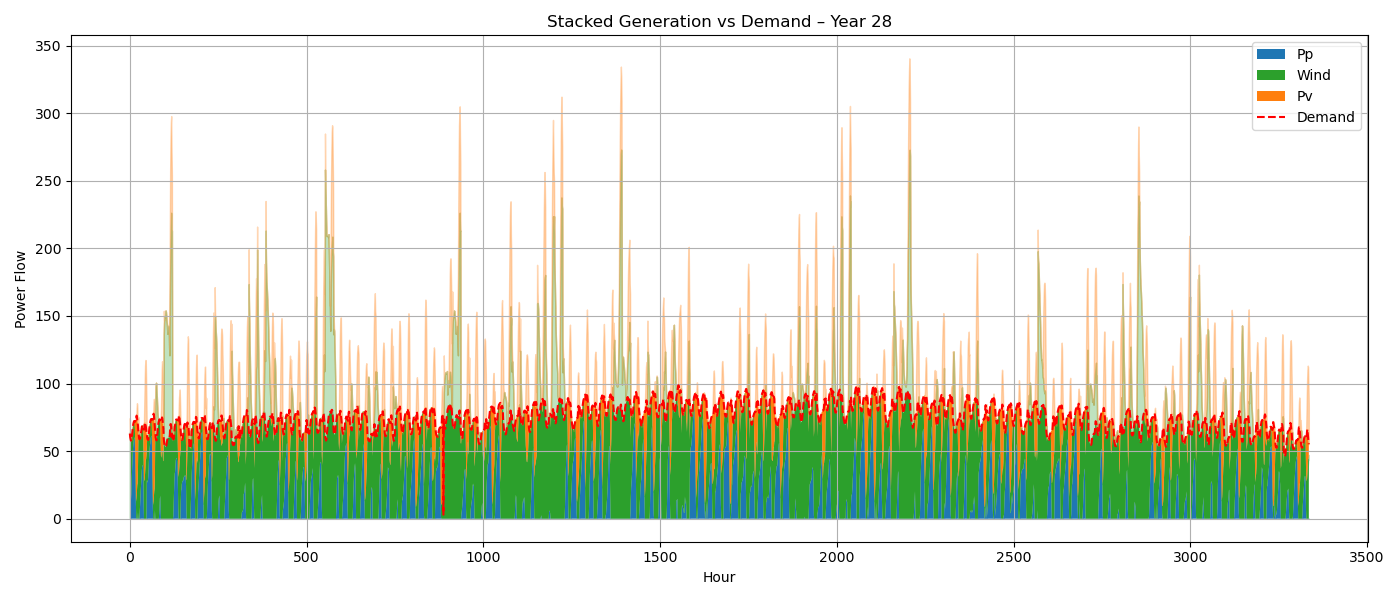 Stacked Generation vs Demand – Year 28
Power Flow
350
300
250
200
150
100
50
0
Pp
Wind
Pv
Demand
0 500 1000 1500 2000 2500 3000 3500
Hour